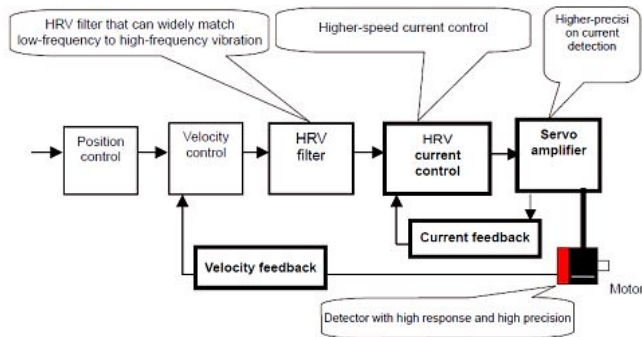 HRV filter that can widely match
low-frequency to high-frequency vibration
Higher-speed current control
Higher-precisi
on current
detection
Position
control
Velocity
control
HRV
filter
HRV
current
control
Servo
amplifier
Current feedback
Velocity feedback
Motor
Detector with high response and high precision